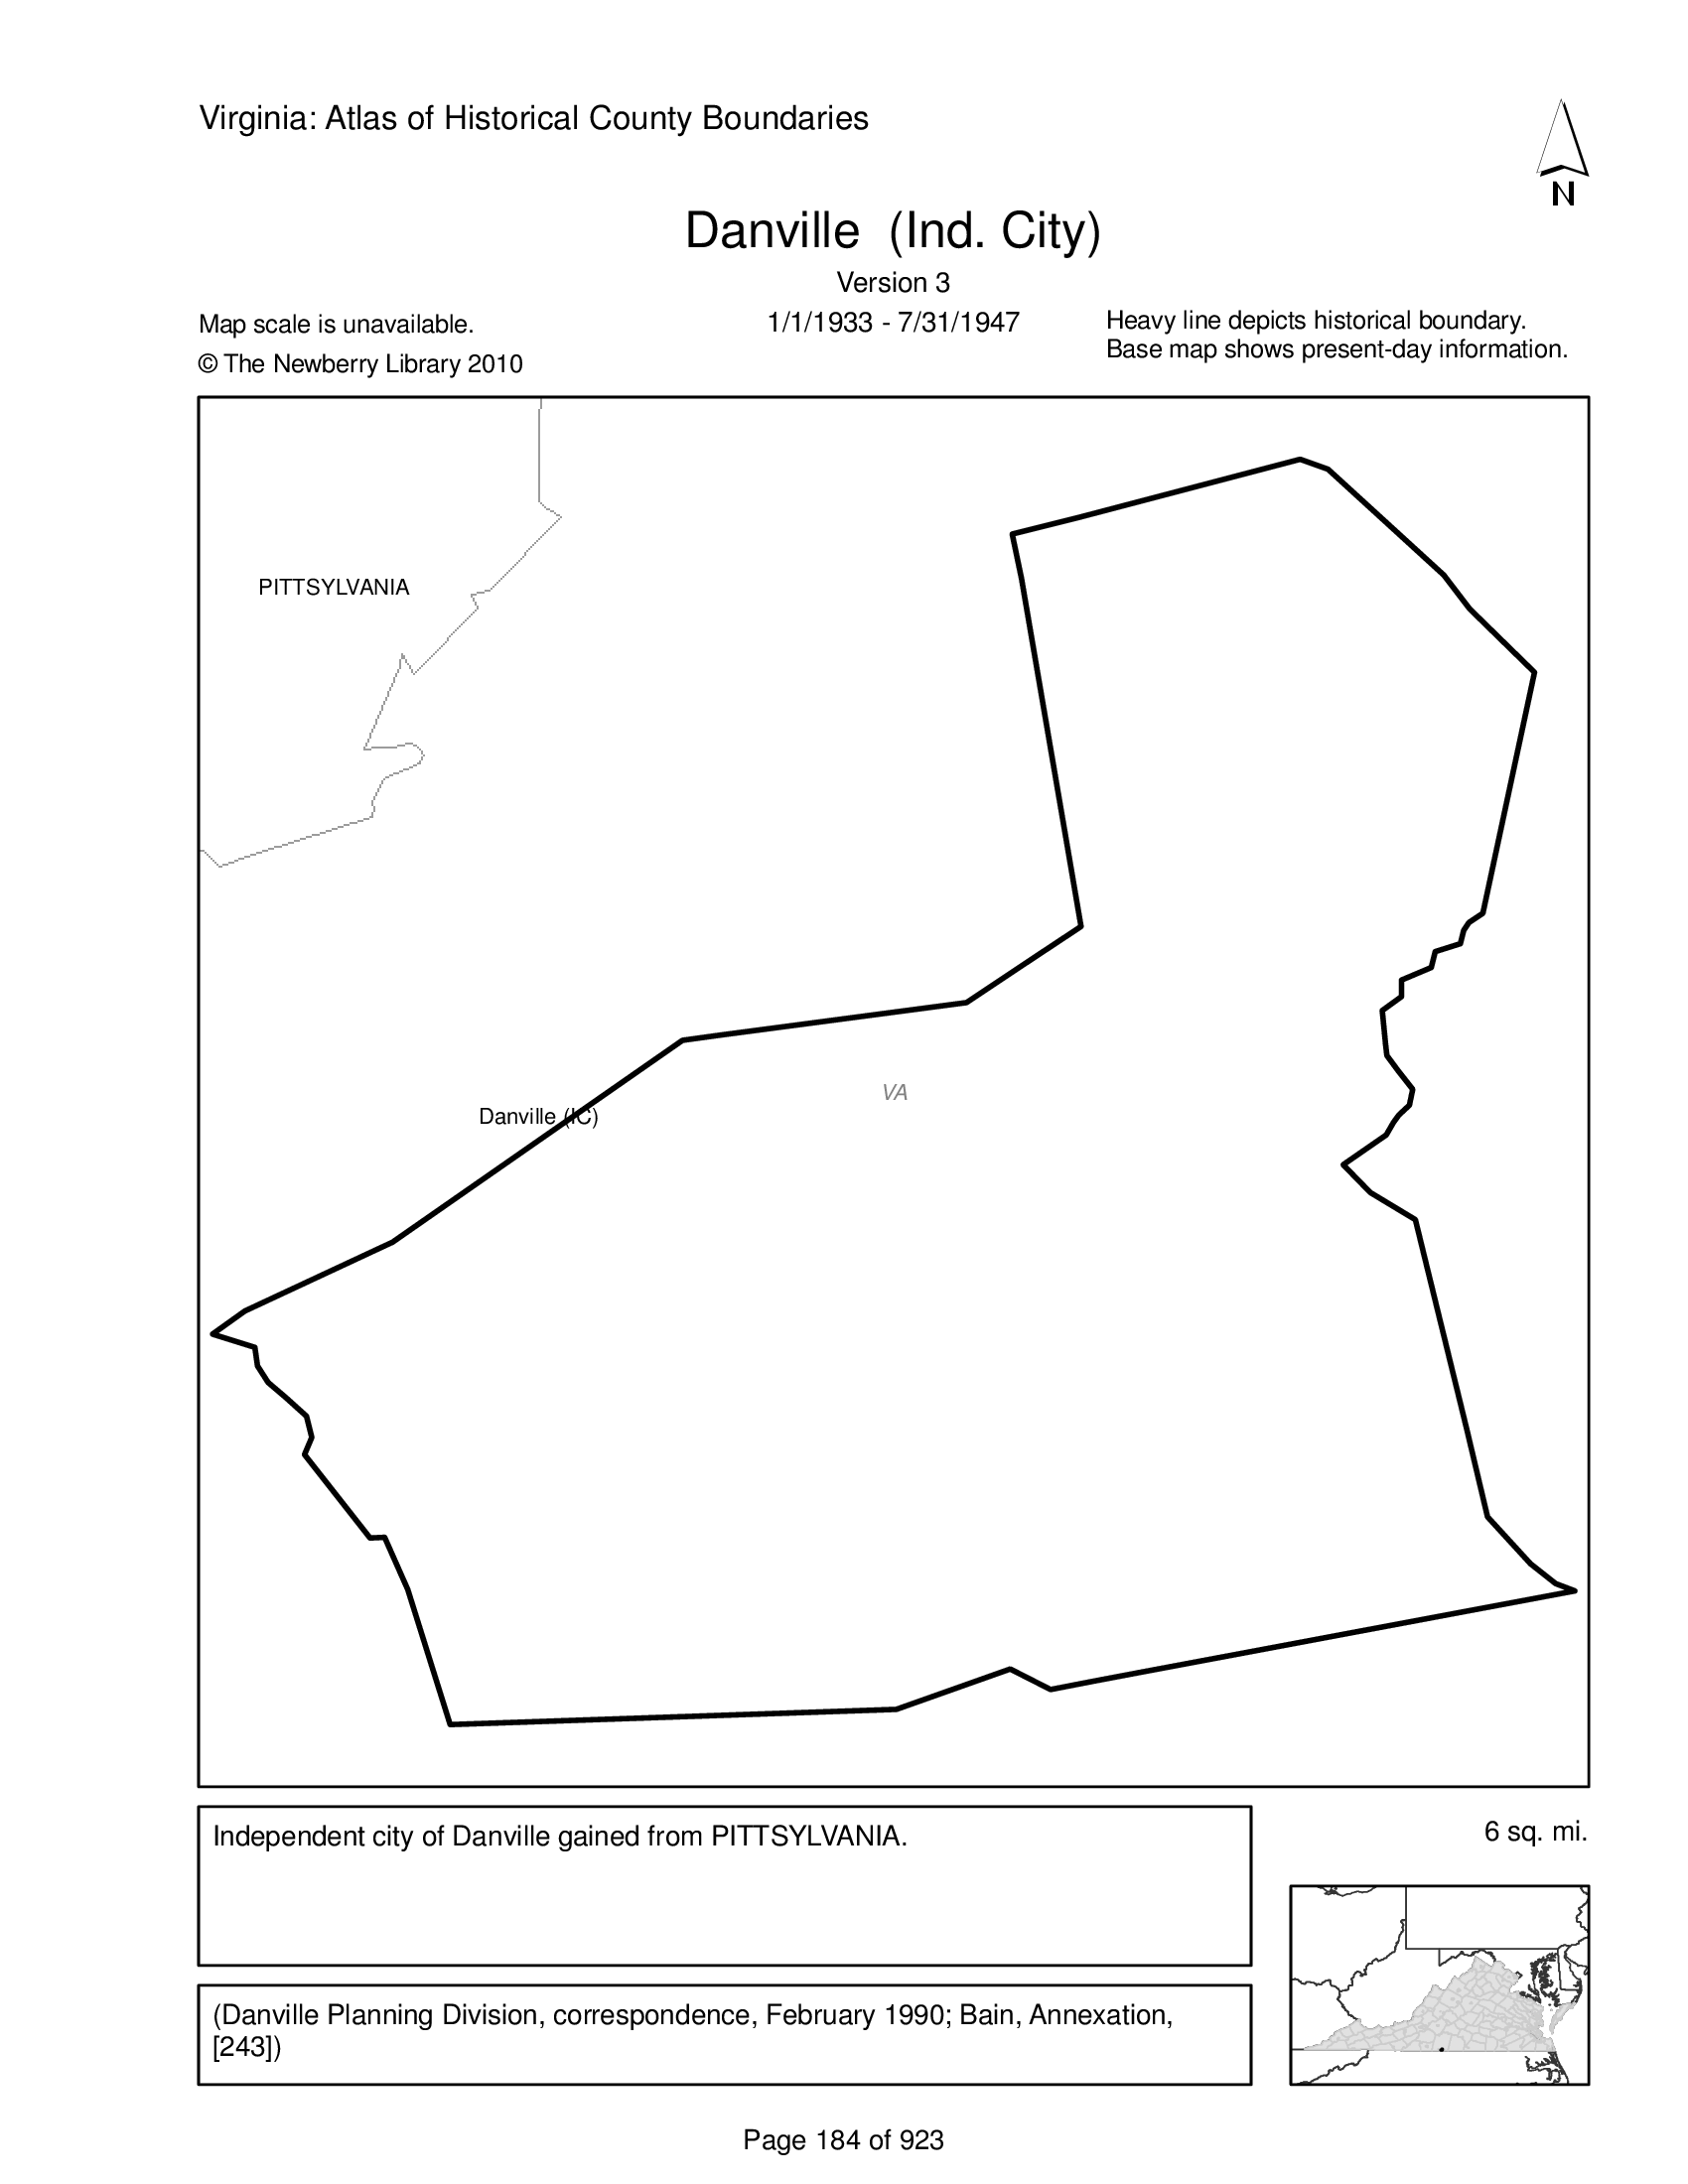 Virginia: Atlas of Historical County Boundaries
N
Danville (Ind. City)
Version 3
Map scale is unavailable.
1/1/1933 - 7/31/1947
Heavy line depicts historical boundary.
© The Newberry Library 2010
Base map shows present-day information.
PITTSYLVANIA
VA
Danville (IC)
Independent city of Danville gained from PITTSYLVANIA.
6 sq. mi.
(Danville Planning Division, correspondence, February 1990; Bain, Annexation,
[243])
Page 184 of 923